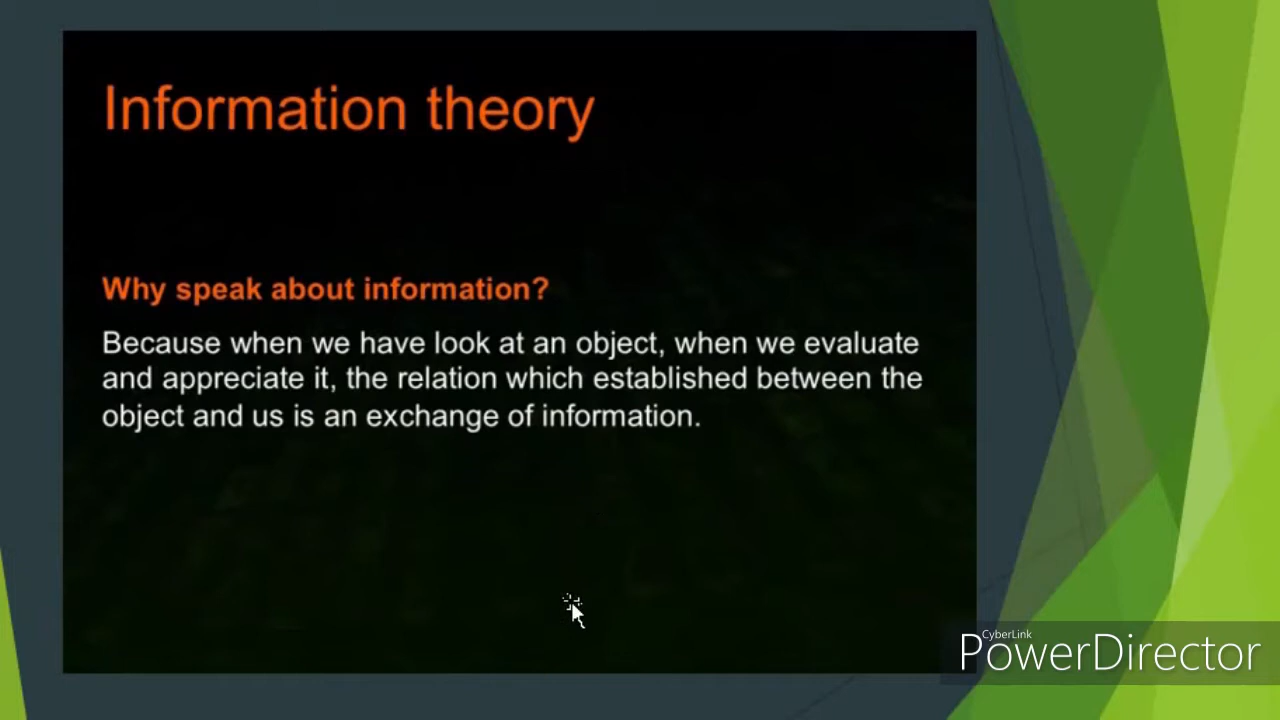 Information theory
Why speak about information?
Because when we have look at an object, when we evaluate
and appreciate it, the relation which established between the
object and us is an exchange of information.
CyberLink
PowerDirector